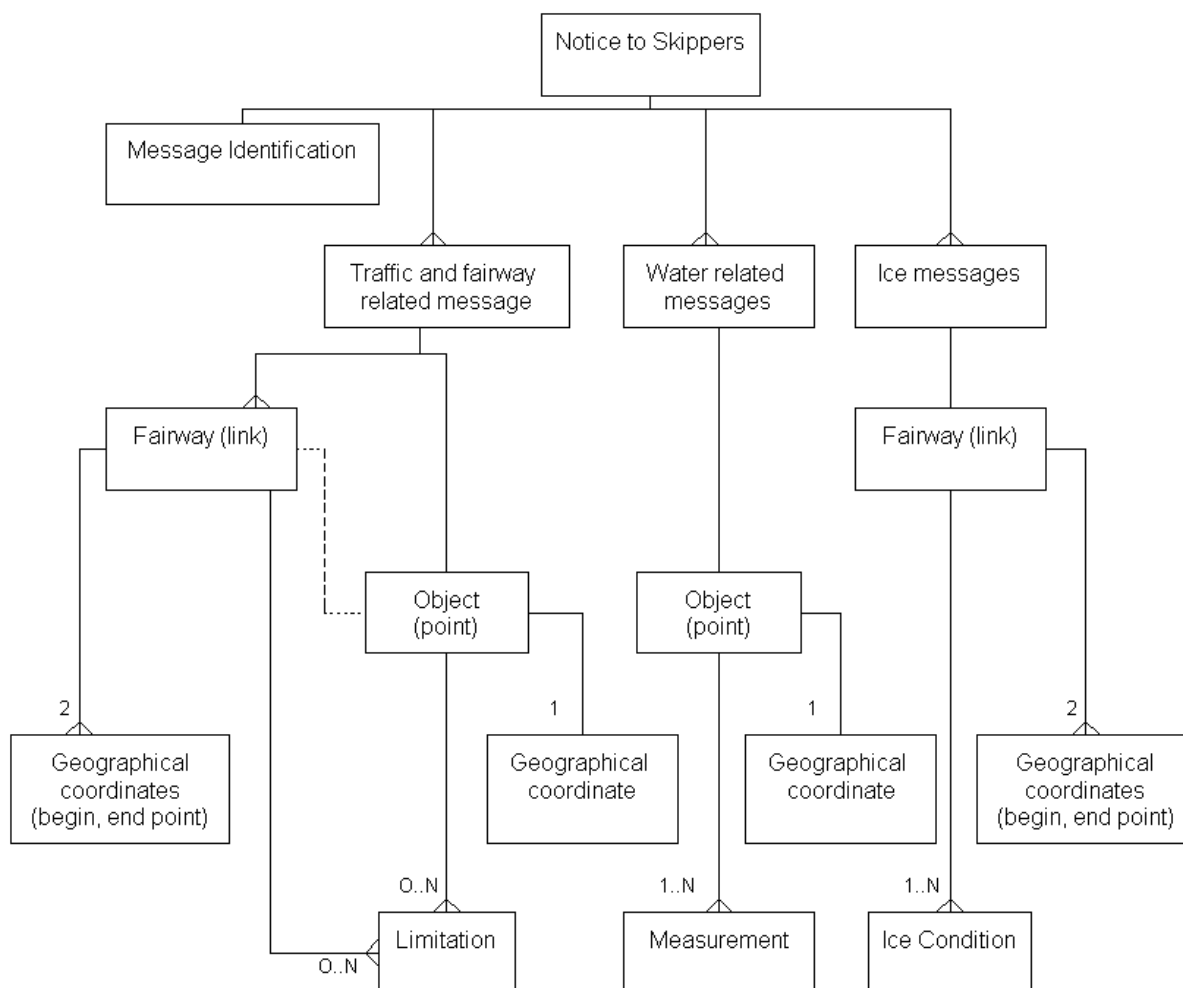 Notice to Skippers
Message Identification
Traffic and fairway
related message
Water related
messages
Ice messages
Fairway (link)
Fairway (link)
Object
(point)
Object
(point)
2
1
1
2
Geographical
coordinates
(begin, end point)
Geographical
coordinate
Geographical
coordinate
Geographical
coordinates
(begin, end point)
0..N
1..N
1..N
Limitation
Measurement
Ice Condition
0..N